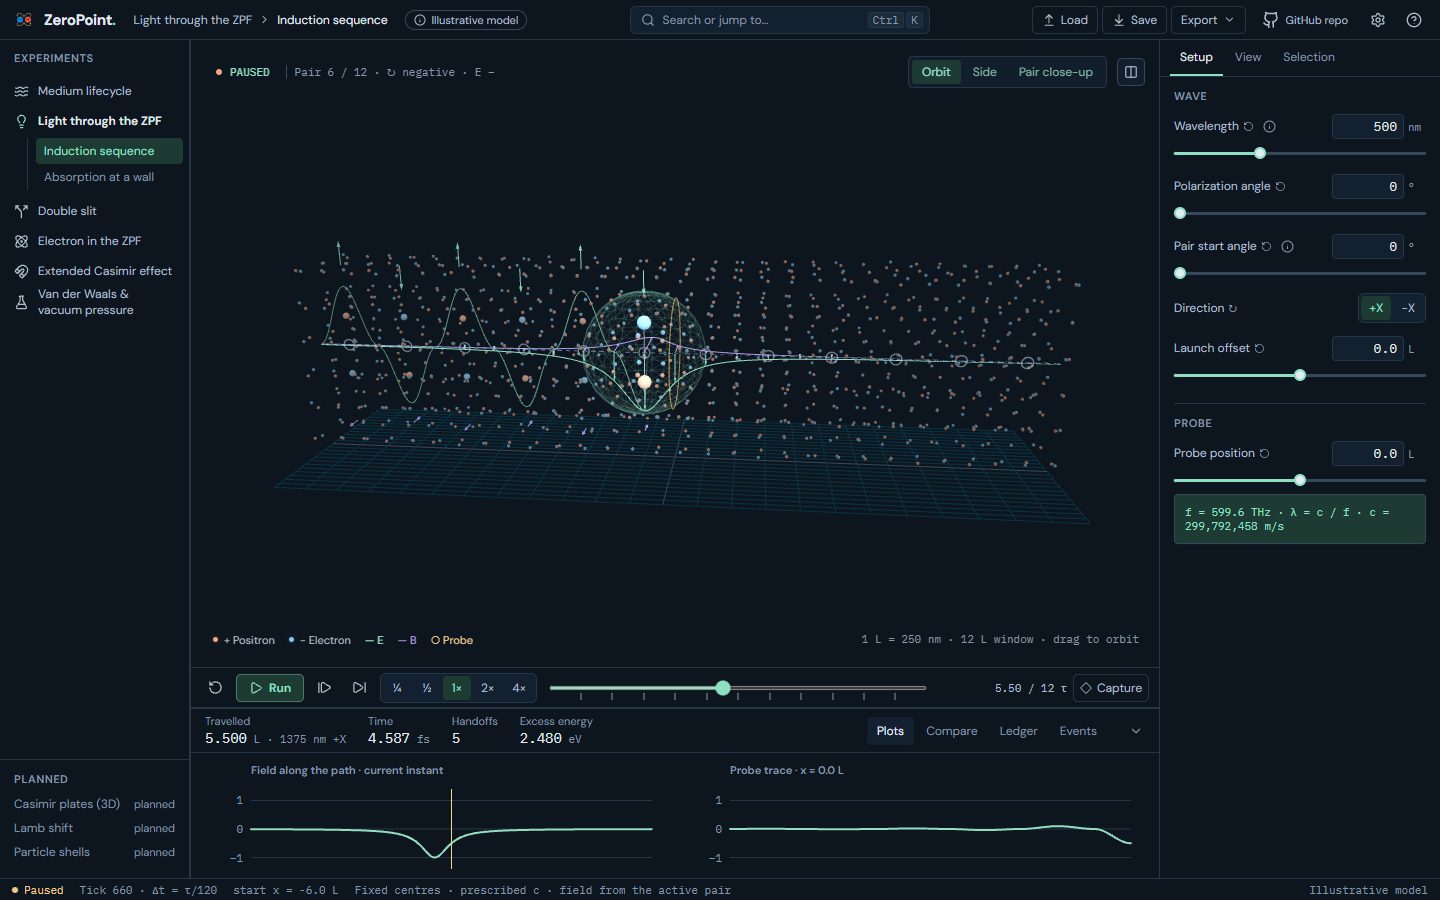 ZeroPoint.
Light through the ZPF > Induction sequence
Illustrative model
Search or jump to…
Ctrl K
Load
Save
Export
GitHub repo
EXPERIMENTS
Medium lifecycle
Light through the ZPF
Induction sequence
Absorption at a wall
Double slit
Electron in the ZPF
Extended Casimir effect
Van der Waals &
vacuum pressure
PLANNED
Casimir plates (3D) planned
Lamb shift planned
Particle shells planned
PAUSED
Pair 6 / 12 · ↻ negative · E −
Orbit Side Pair close-up
+ Positron − Electron — E — B Probe
1 L = 250 nm · 12 L window · drag to orbit
Run
¼ ½ 1× 2× 4×
5.50 / 12 τ
Capture
Travelled
5.500 L · 1375 nm +X
Time
4.587 fs
Handoffs
5
Excess energy
2.480 eV
Plots Compare Ledger Events
Field along the path · current instant
1
0
−1
Probe trace · x = 0.0 L
1
0
−1
Setup View Selection
WAVE
Wavelength 500 nm
Polarization angle 0 °
Pair start angle 0 °
Direction +X −X
Launch offset 0.0 L
PROBE
Probe position 0.0 L
f = 599.6 THz · λ = c / f · c =
299,792,458 m/s
Paused Tick 660 · Δt = τ/120 start x = -6.0 L Fixed centres · prescribed c · field from the active pair
Illustrative model